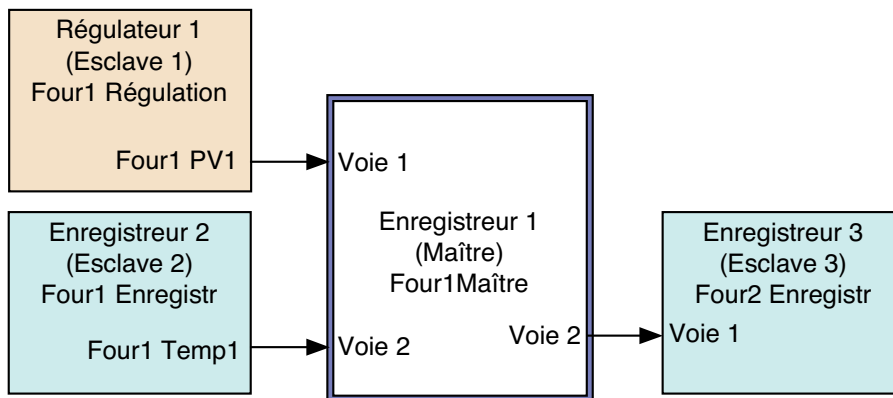 Régulateur 1
(Esclave 1)
Four1 Régulation
Four1 PV1
Enregistreur 2
(Esclave 2)
Four1 Enregistr
Four1 Temp1
Voie 1
Enregistreur 1
(Maître)
Four1Maître
Voie 2
Voie 2
Enregistreur 3
(Esclave 3)
Four2 Enregistr
Voie 1